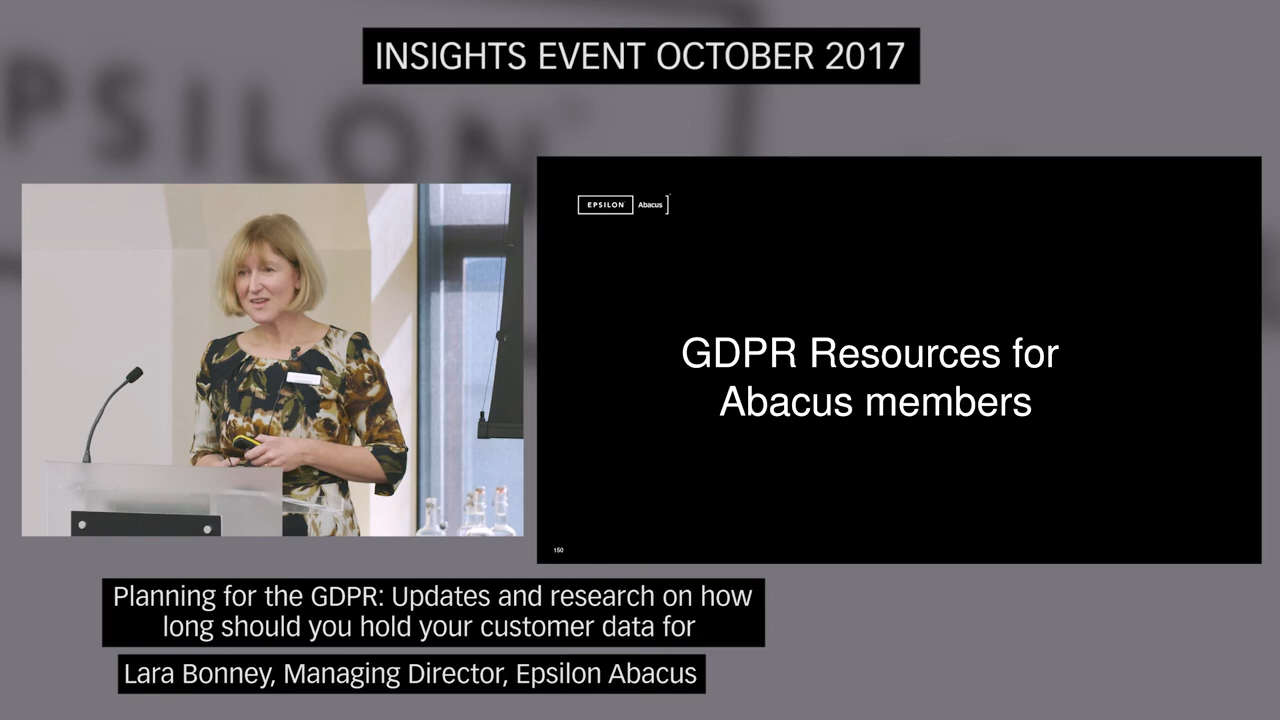 INSIGHTS EVENT OCTOBER 2017
PSILON
EPSILON Abacus
GDPR Resources for
Abacus members
150
Planning for the GDPR: Updates and research on how
long should you hold your customer data for
Lara Bonney, Managing Director, Epsilon Abacus